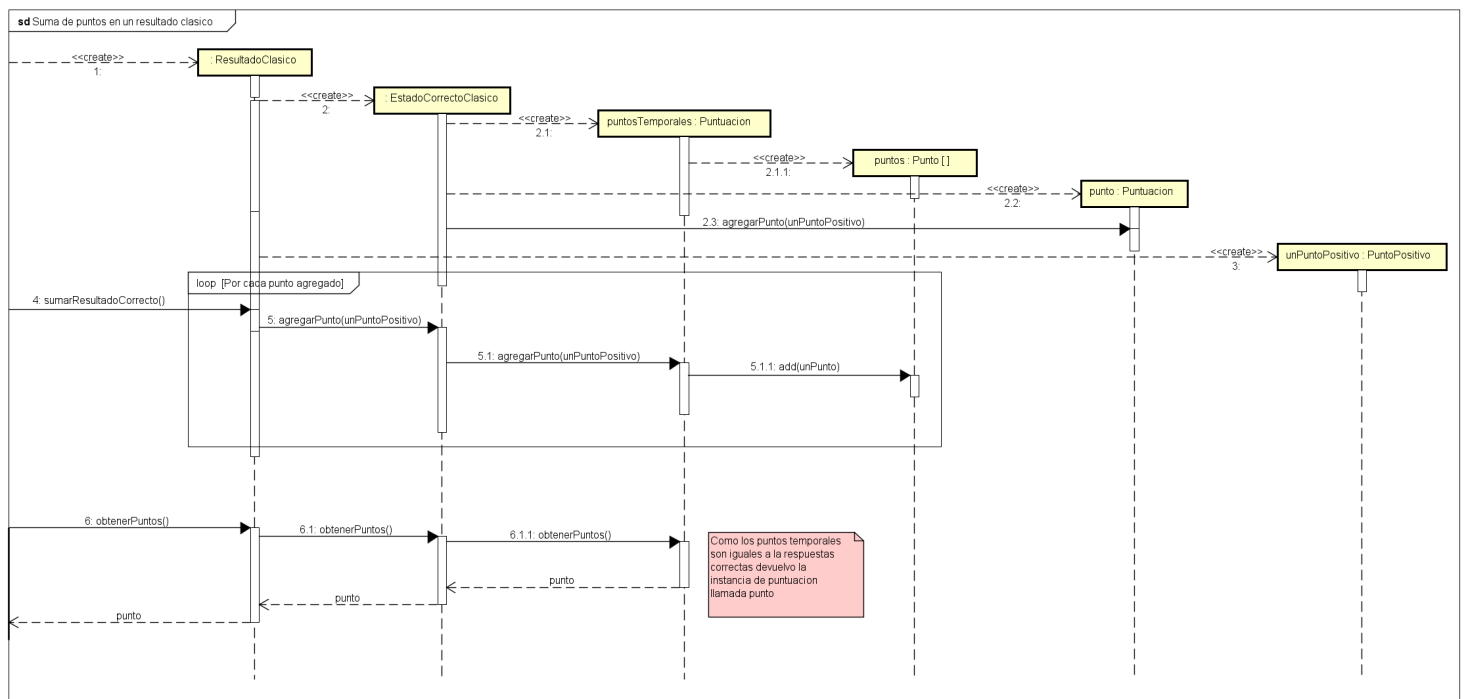 sd Suma de puntos en un resultado clasico
<<create>>
1:
: ResultadoClasico
<<create>>
2:
: EstadoCorrectoClasico
<<create>>
2.1:
puntosTemporales : Puntuacion
<<create>>
2.1.1:
puntos : Punto [ ]
<<create>>
2.2:
punto : Puntuacion
2.3: agregarPunto(unPuntoPositivo)
<<create>>
3:
unPuntoPositivo : PuntoPositivo
loop [Por cada punto agregado]
4: sumarResultadoCorrecto()
5: agregarPunto(unPuntoPositivo)
5.1: agregarPunto(unPuntoPositivo)
5.1.1: add(unPunto)
6: obtenerPuntos()
6.1: obtenerPuntos()
6.1.1: obtenerPuntos()
Como los puntos temporales
son iguales a la respuestas
correctas devuelvo la
instancia de puntuacion
llamada punto
punto
punto
punto